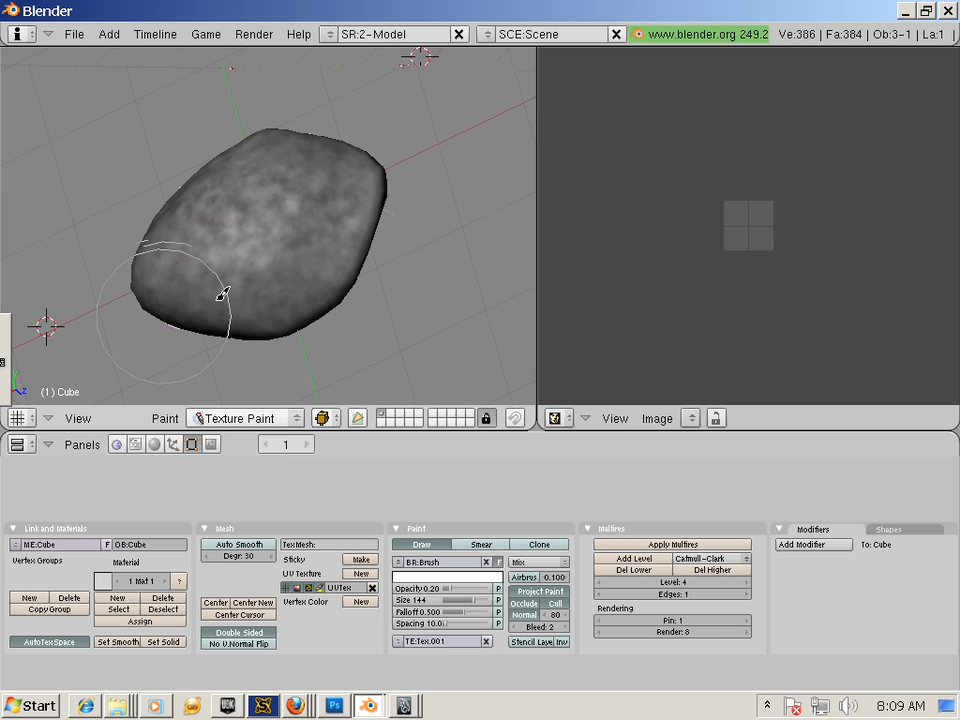 Blender
File Add Timeline Game Render Help SR:2-Model SCE:Scene www.blender.org 249.2 Ve:386 | Fa:384 | Ob:3-1 | La:1 |
(1) Cube
View Paint Texture Paint View Image
Panels 1
Link and Materials Mesh Paint Multires Modifiers Shapes
ME:Cube F OB:Cube Auto Smooth TexMesh: Draw Smear Clone Apply Multires Add Modifier To: Cube
Degr: 30
Vertex Groups Material Sticky Make BR:Brush F Mix Add Level Catmull-Clark
UV Texture New Airbrus 0.100 Del Lower Del Higher
1 Mat 1 ? UVTex Opacity 0.20 P Project Paint Level: 4
New Delete New Delete Center Center New Vertex Color New Size 144 P Occlude Cull Edges: 1
Copy Group Select Deselect Center Cursor Falloff 0.500 P Normal 80 Rendering
Assign Spacing 10.0 P Bleed: 2 Pin: 1
Double Sided Render: 8
AutoTexSpace Set Smooth Set Solid No V.Normal Flip TE:Tex.001 Stencil Laye Inv
Start UDK Ps 8:09 AM